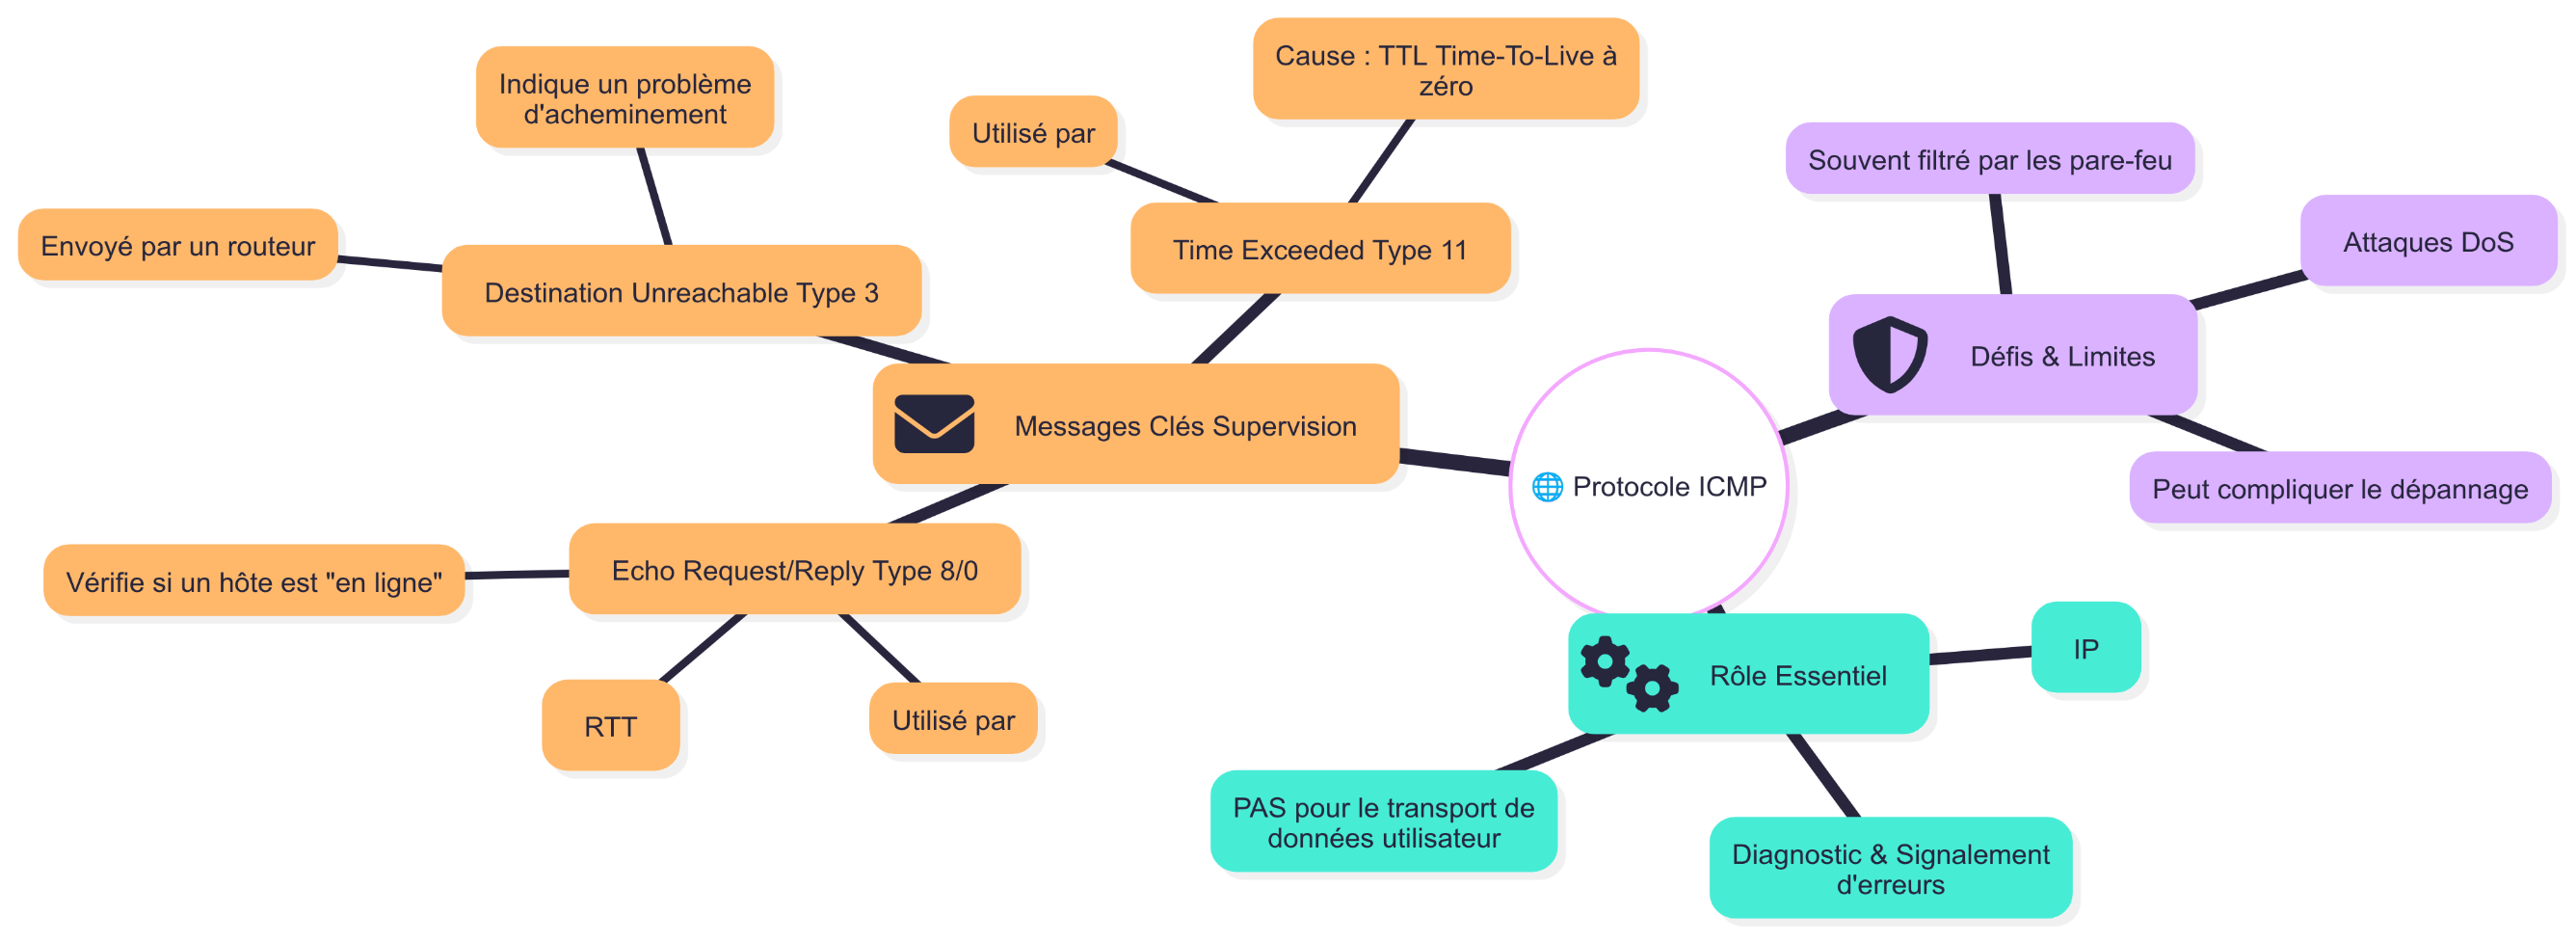 Cause : TTL Time-To-Live à
zéro
Indique un problème
d'acheminement
Utilisé par
Souvent filtré par les pare-feu
Envoyé par un routeur
Time Exceeded Type 11
Attaques DoS
Destination Unreachable Type 3
Défis & Limites
Messages Clés Supervision
Protocole ICMP
Peut compliquer le dépannage
Vérifie si un hôte est "en ligne"
Echo Request/Reply Type 8/0
IP
Rôle Essentiel
RTT
Utilisé par
PAS pour le transport de
données utilisateur
Diagnostic & Signalement
d'erreurs